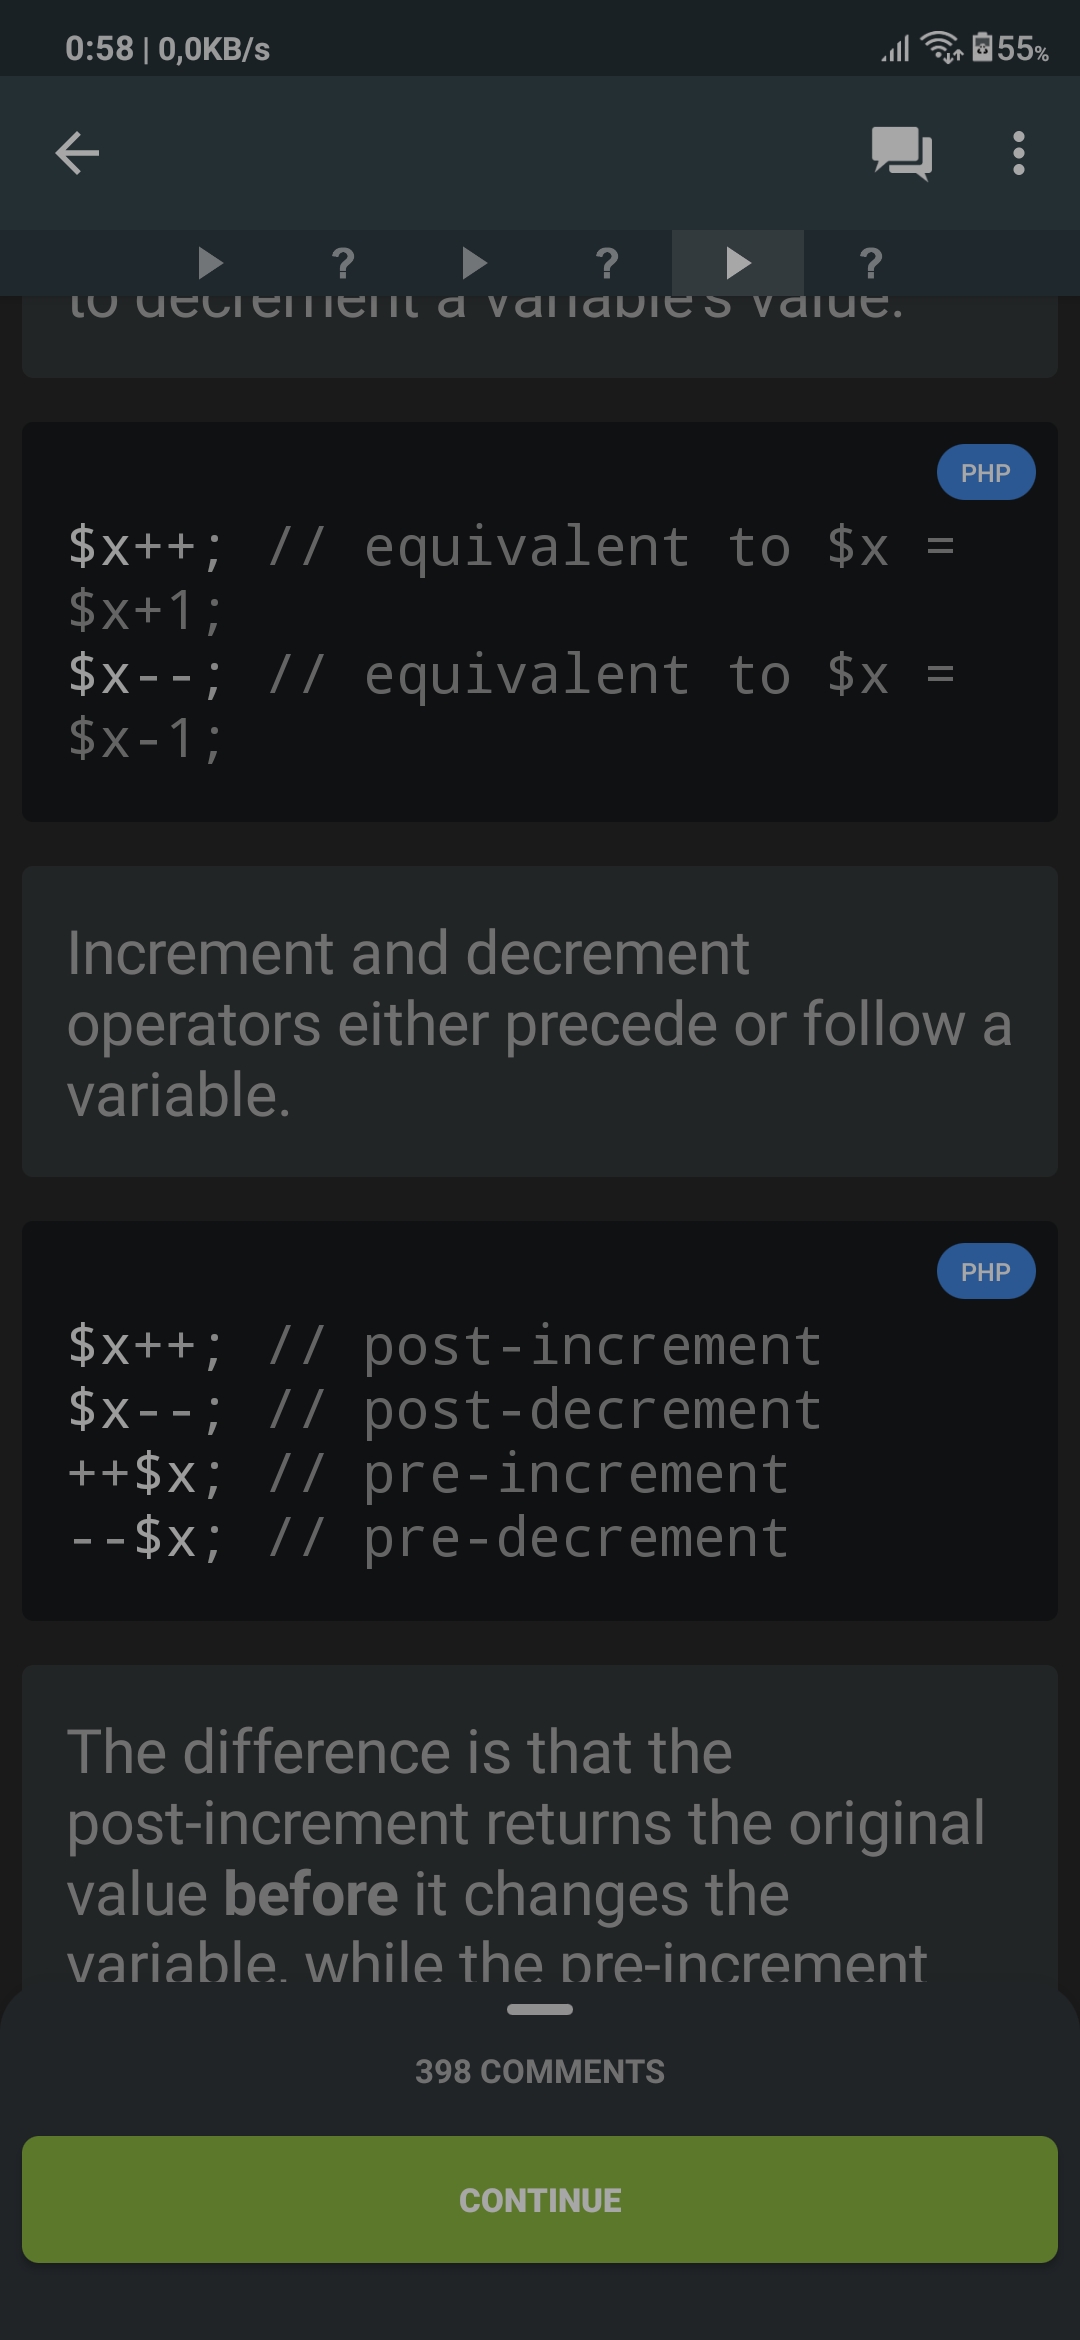 0:58 | 0,0KB/s
55%
? ? ?
to decrement a variable's value.
PHP
$x++; // equivalent to $x =
$x+1;
$x--; // equivalent to $x =
$x-1;
Increment and decrement
operators either precede or follow a
variable.
PHP
$x++; // post-increment
$x--; // post-decrement
++$x; // pre-increment
--$x; // pre-decrement
The difference is that the
post-increment returns the original
value before it changes the
variable, while the pre-increment
398 COMMENTS
CONTINUE